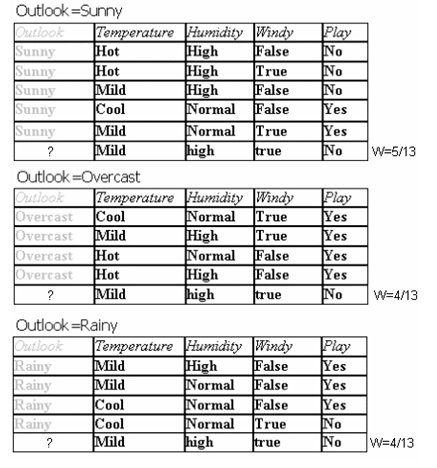 Outlook=Sunny
Outlook Temperature Humidity Windy Play
Sunny Hot High False No
Sunny Hot High True No
Sunny Mild High False No
Sunny Cool Normal False Yes
Sunny Mild Normal True Yes
? Mild high true No W=5/13
Outlook=Overcast
Outlook Temperature Humidity Windy Play
Overcast Cool Normal True Yes
Overcast Mild High True Yes
Overcast Hot Normal False Yes
Overcast Hot High False Yes
? Mild high true No W=4/13
Outlook=Rainy
Outlook Temperature Humidity Windy Play
Rainy Mild High False Yes
Rainy Mild Normal False Yes
Rainy Cool Normal False Yes
Rainy Cool Normal True No
? Mild high true No W=4/13